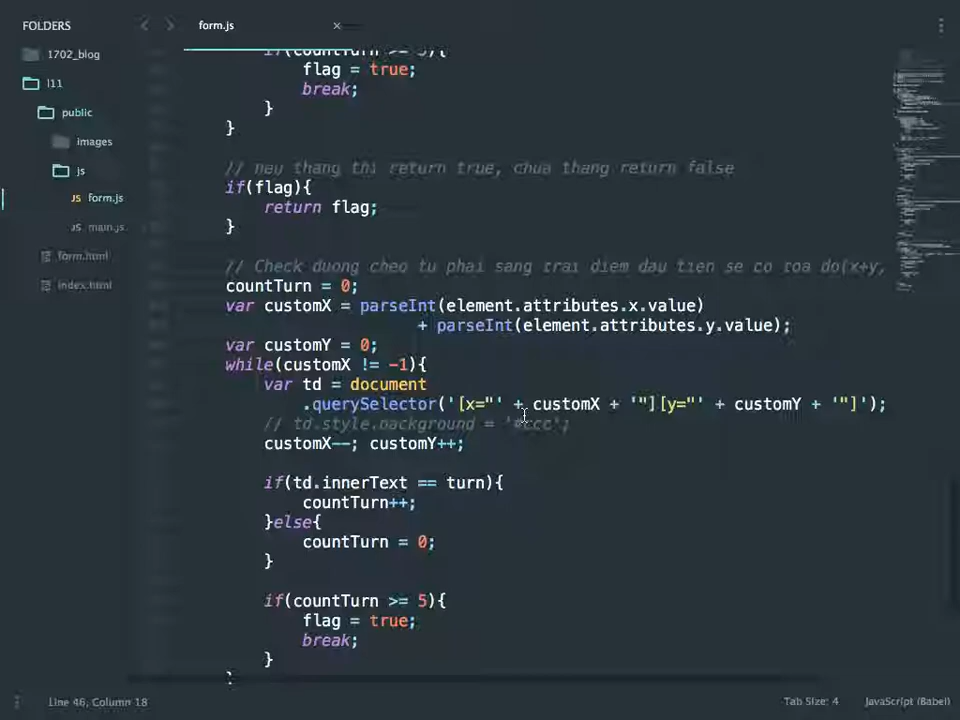 FOLDERS
form.js
×
1702_blog
l11
public
images
js
JS form.js
JS main.js
form.html
index.html
if(countTurn >= 5){
flag = true;
break;
}
}
// neu thang thi return true, chua thang return false
if(flag){
return flag;
}
// Check duong cheo tu phai sang trai diem dau tien se co toa do(x+y,
countTurn = 0;
var customX = parseInt(element.attributes.x.value)
+ parseInt(element.attributes.y.value);
var customY = 0;
while(customX != -1){
var td = document
.querySelector('[x="' + customX + '"][y="' + customY + '"]');
// td.style.background = '#ccc';
customX--; customY++;
if(td.innerText == turn){
countTurn++;
}else{
countTurn = 0;
}
if(countTurn >= 5){
flag = true;
break;
}
}
Line 46, Column 18
Tab Size: 4
JavaScript (Babel)